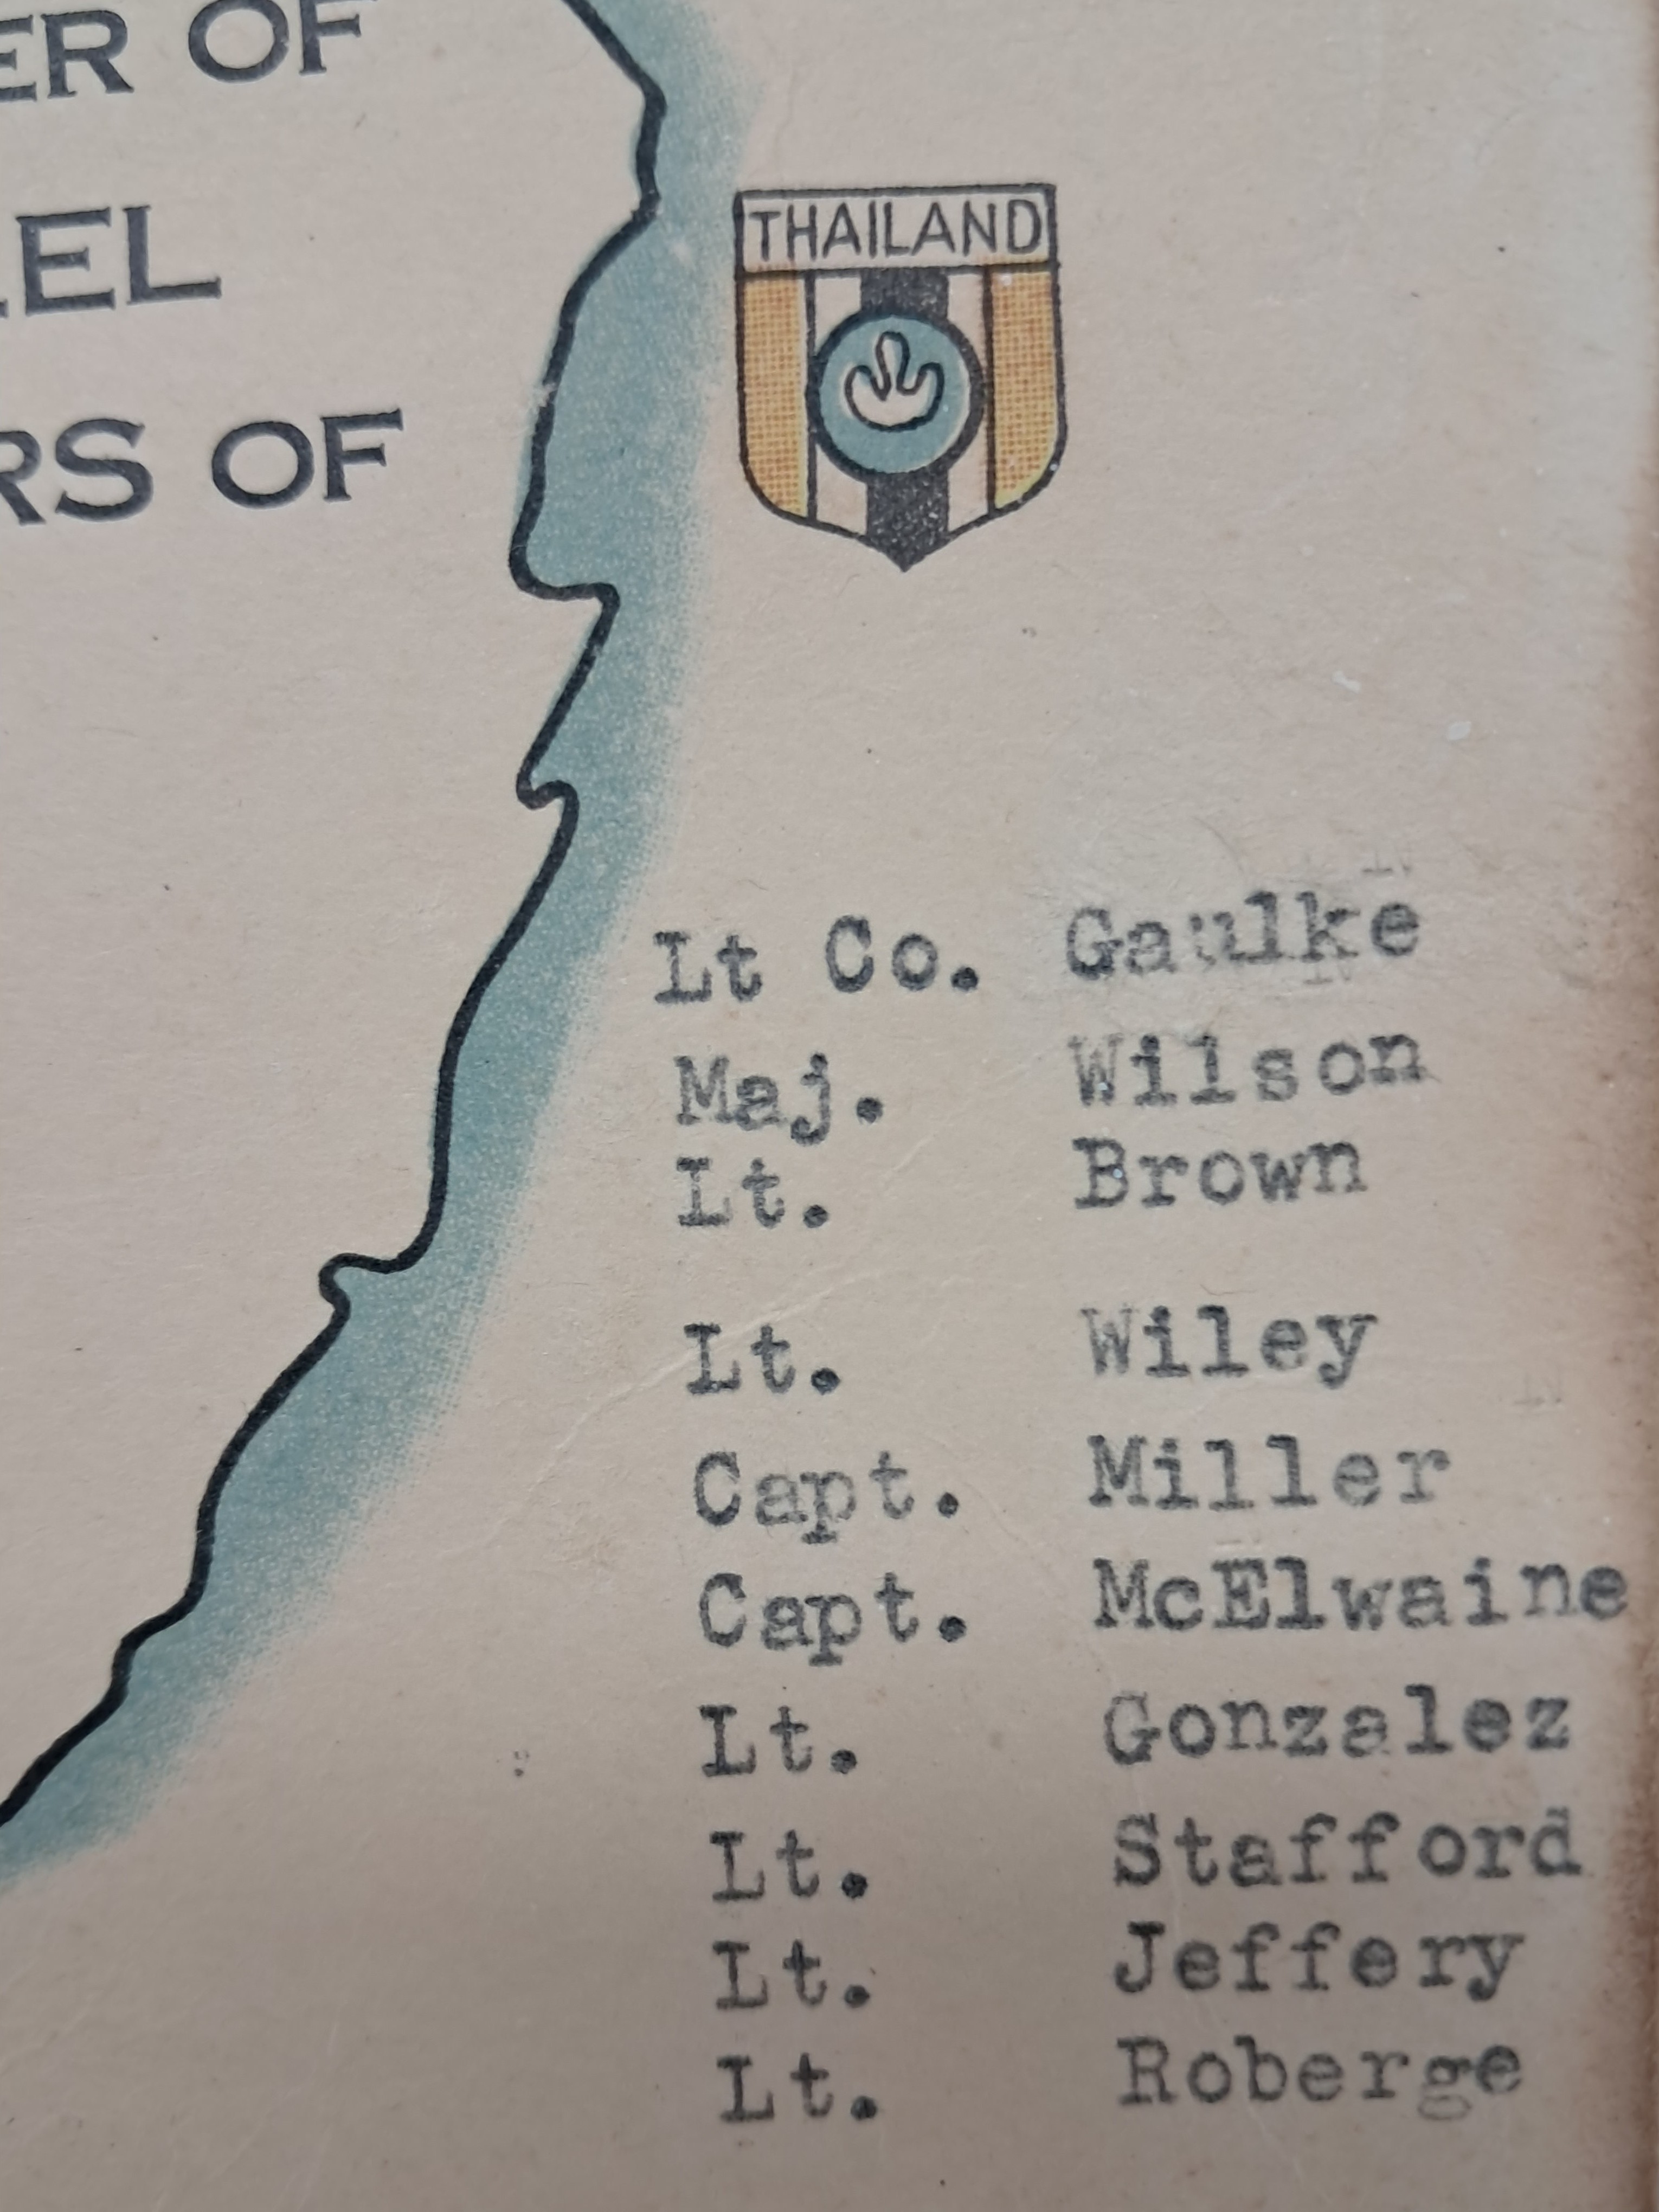 ER OF
EL
RS OF
THAILAND
Lt Co. Gaulke
Maj. Wilson
Lt. Brown
Lt. Wiley
Capt. Miller
Capt. McElwaine
Lt. Gonzalez
Lt. Stafford
Lt. Jeffery
Lt. Roberge